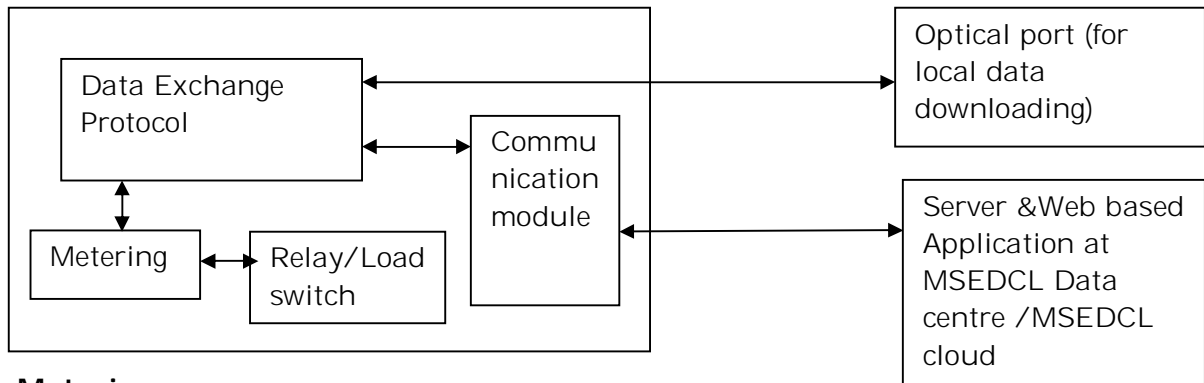 Data Exchange
Protocol
Commu
nication
module
Metering
Relay/Load
switch
Optical port (for
local data
downloading)
Server &Web based
Application at
MSEDCL Data
centre /MSEDCL
cloud